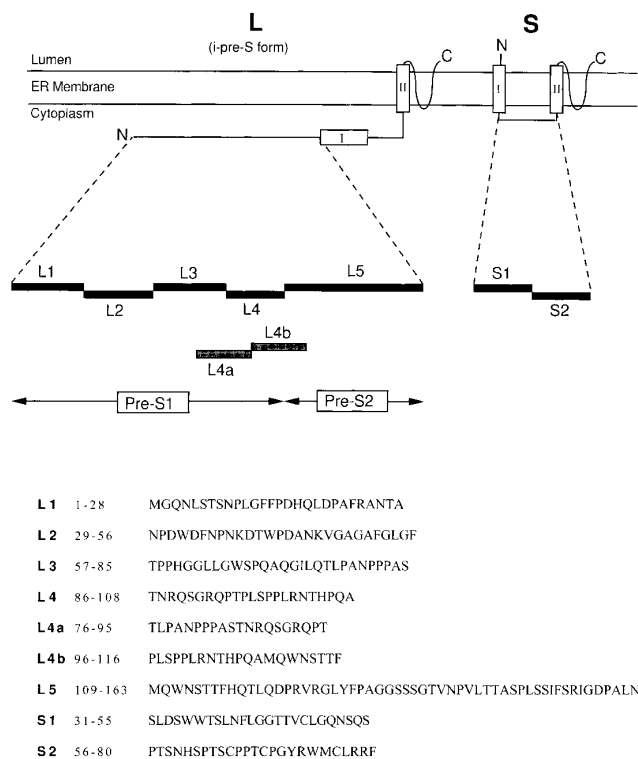 L S
(i-pre-S form)
N C C
Lumen
ER Membrane
Cytoplasm
II I II
N I
L1 L3 L5 S1
L2 L4 S2
L4b
L4a
Pre-S1 Pre-S2
L1 1-28 MGQNLSTSNPLGFFPDHQLDPAFRANTA
L2 29-56 NPDWDFNPNKDTWPDANKVGAGAFGLGF
L3 57-85 TPPHGGLLGWSPQAQGILQTLPANPPPAS
L4 86-108 TNRQSGRQPTPLSPPLRNTHPQA
L4a 76-95 TLPANPPPASTNRQSGRQPT
L4b 96-116 PLSPPLRNTHPQAMQWNSTTF
L5 109-163 MQWNSTTFHQTLQDPRVRGLYFPAGGSSSGTVNPVLTTASPLSSIFSRIGDPALN
S1 31-55 SLDSWWTSLNFLGGTTVCLGQNSQS
S2 56-80 PTSNHSPTSCPPTCPGYRWMCLRRF